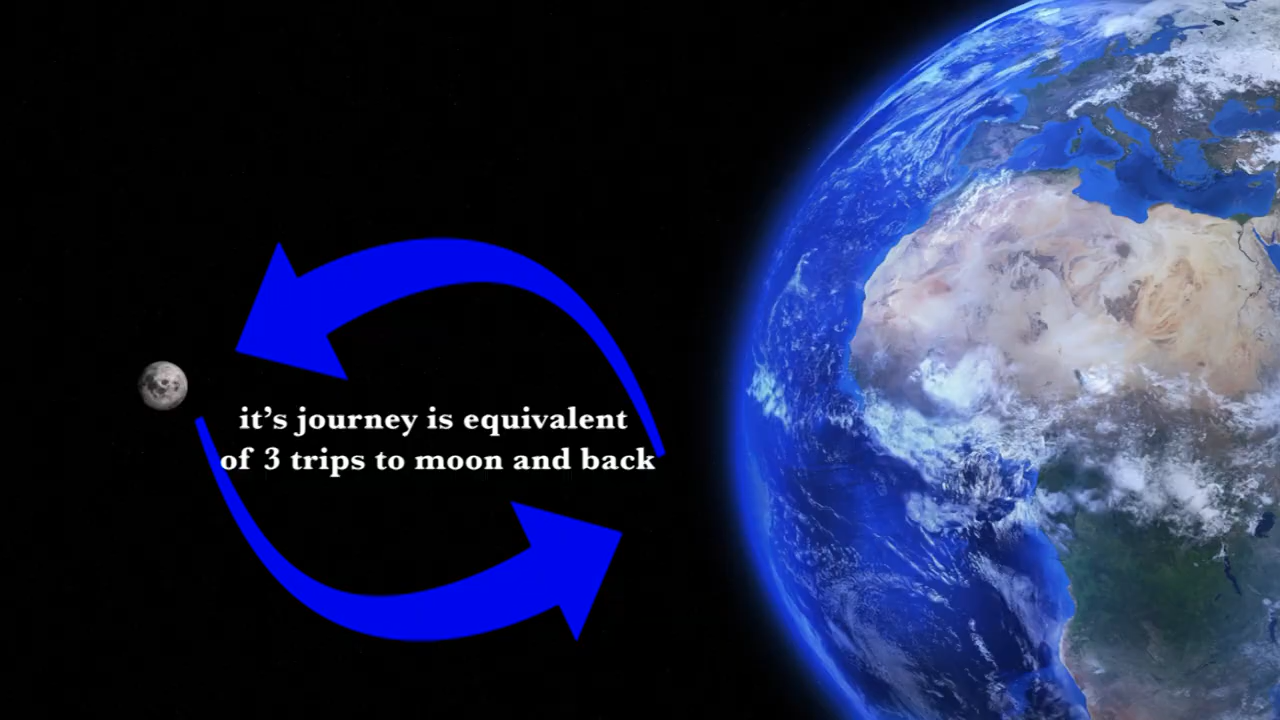 it’s journey is equivalent
of 3 trips to moon and back